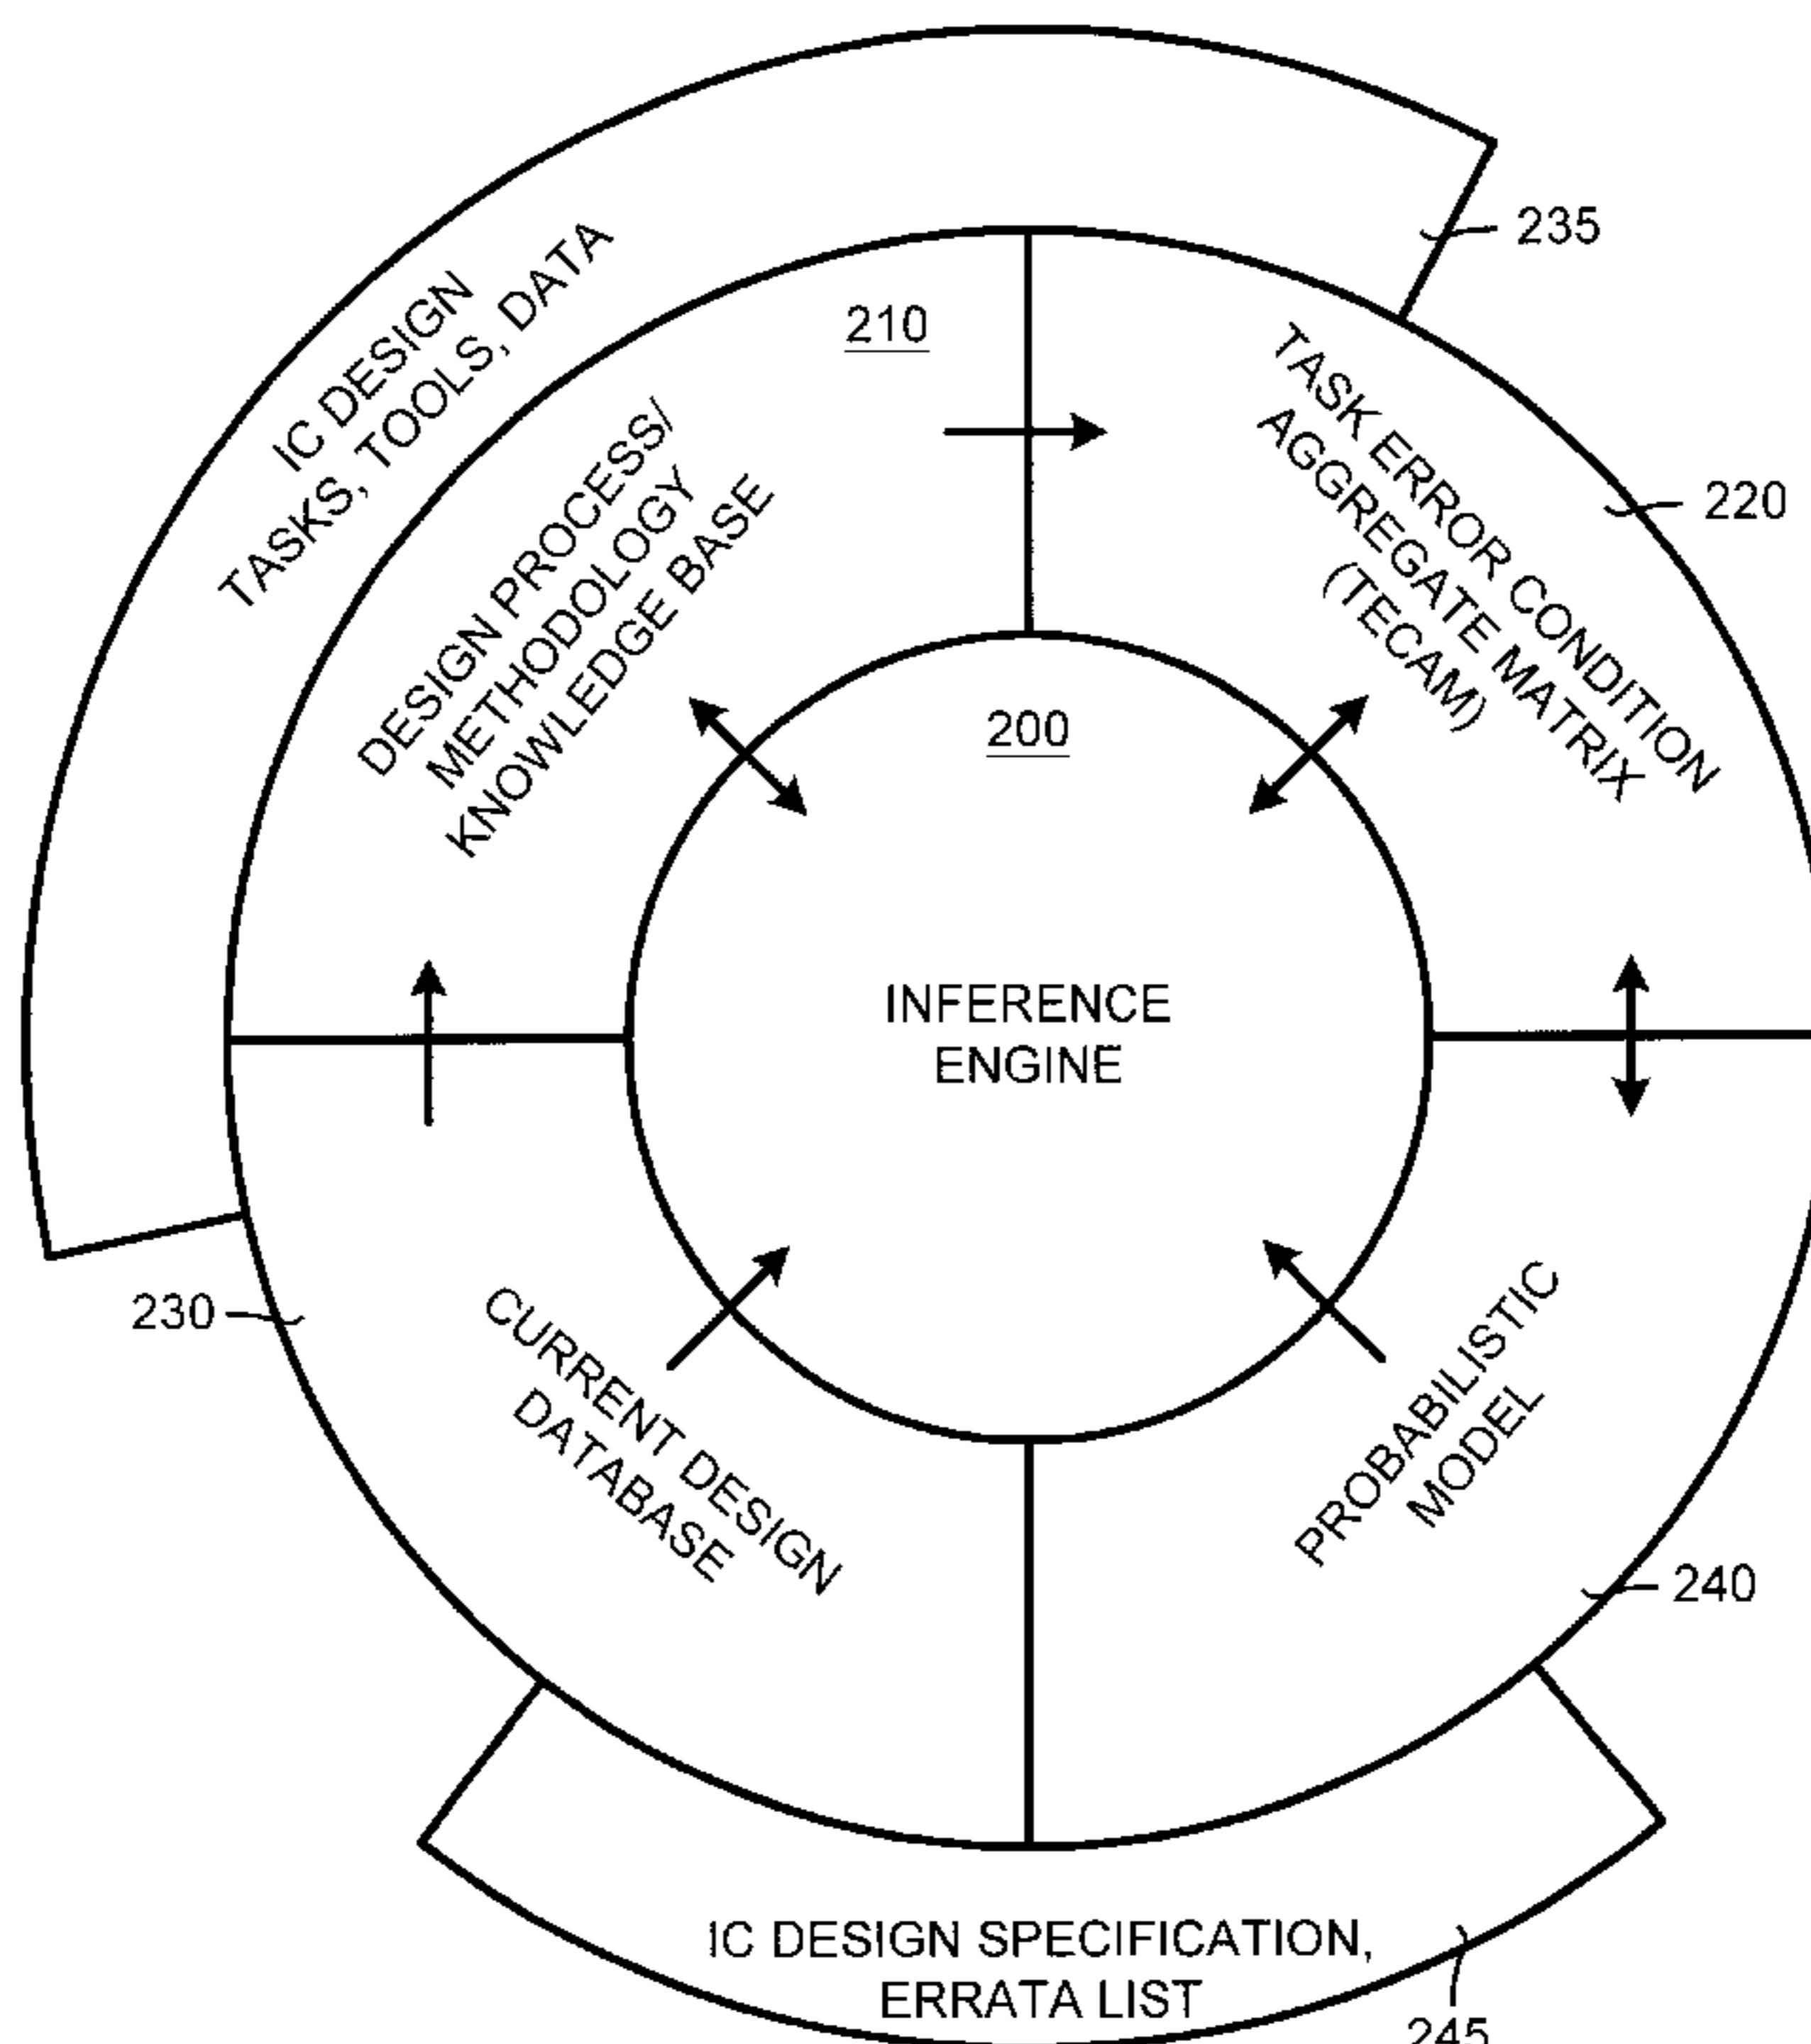 235
IC DESIGN
TASKS, TOOLS, DATA
210
DESIGN PROCESS/
METHODOLOGY
KNOWLEDGE BASE
TASK ERROR CONDITION
AGGREGATE MATRIX
(TECAM)
220
200
INFERENCE
ENGINE
230
CURRENT DESIGN
DATABASE
PROBABILISTIC
MODEL
240
IC DESIGN SPECIFICATION,
ERRATA LIST
245